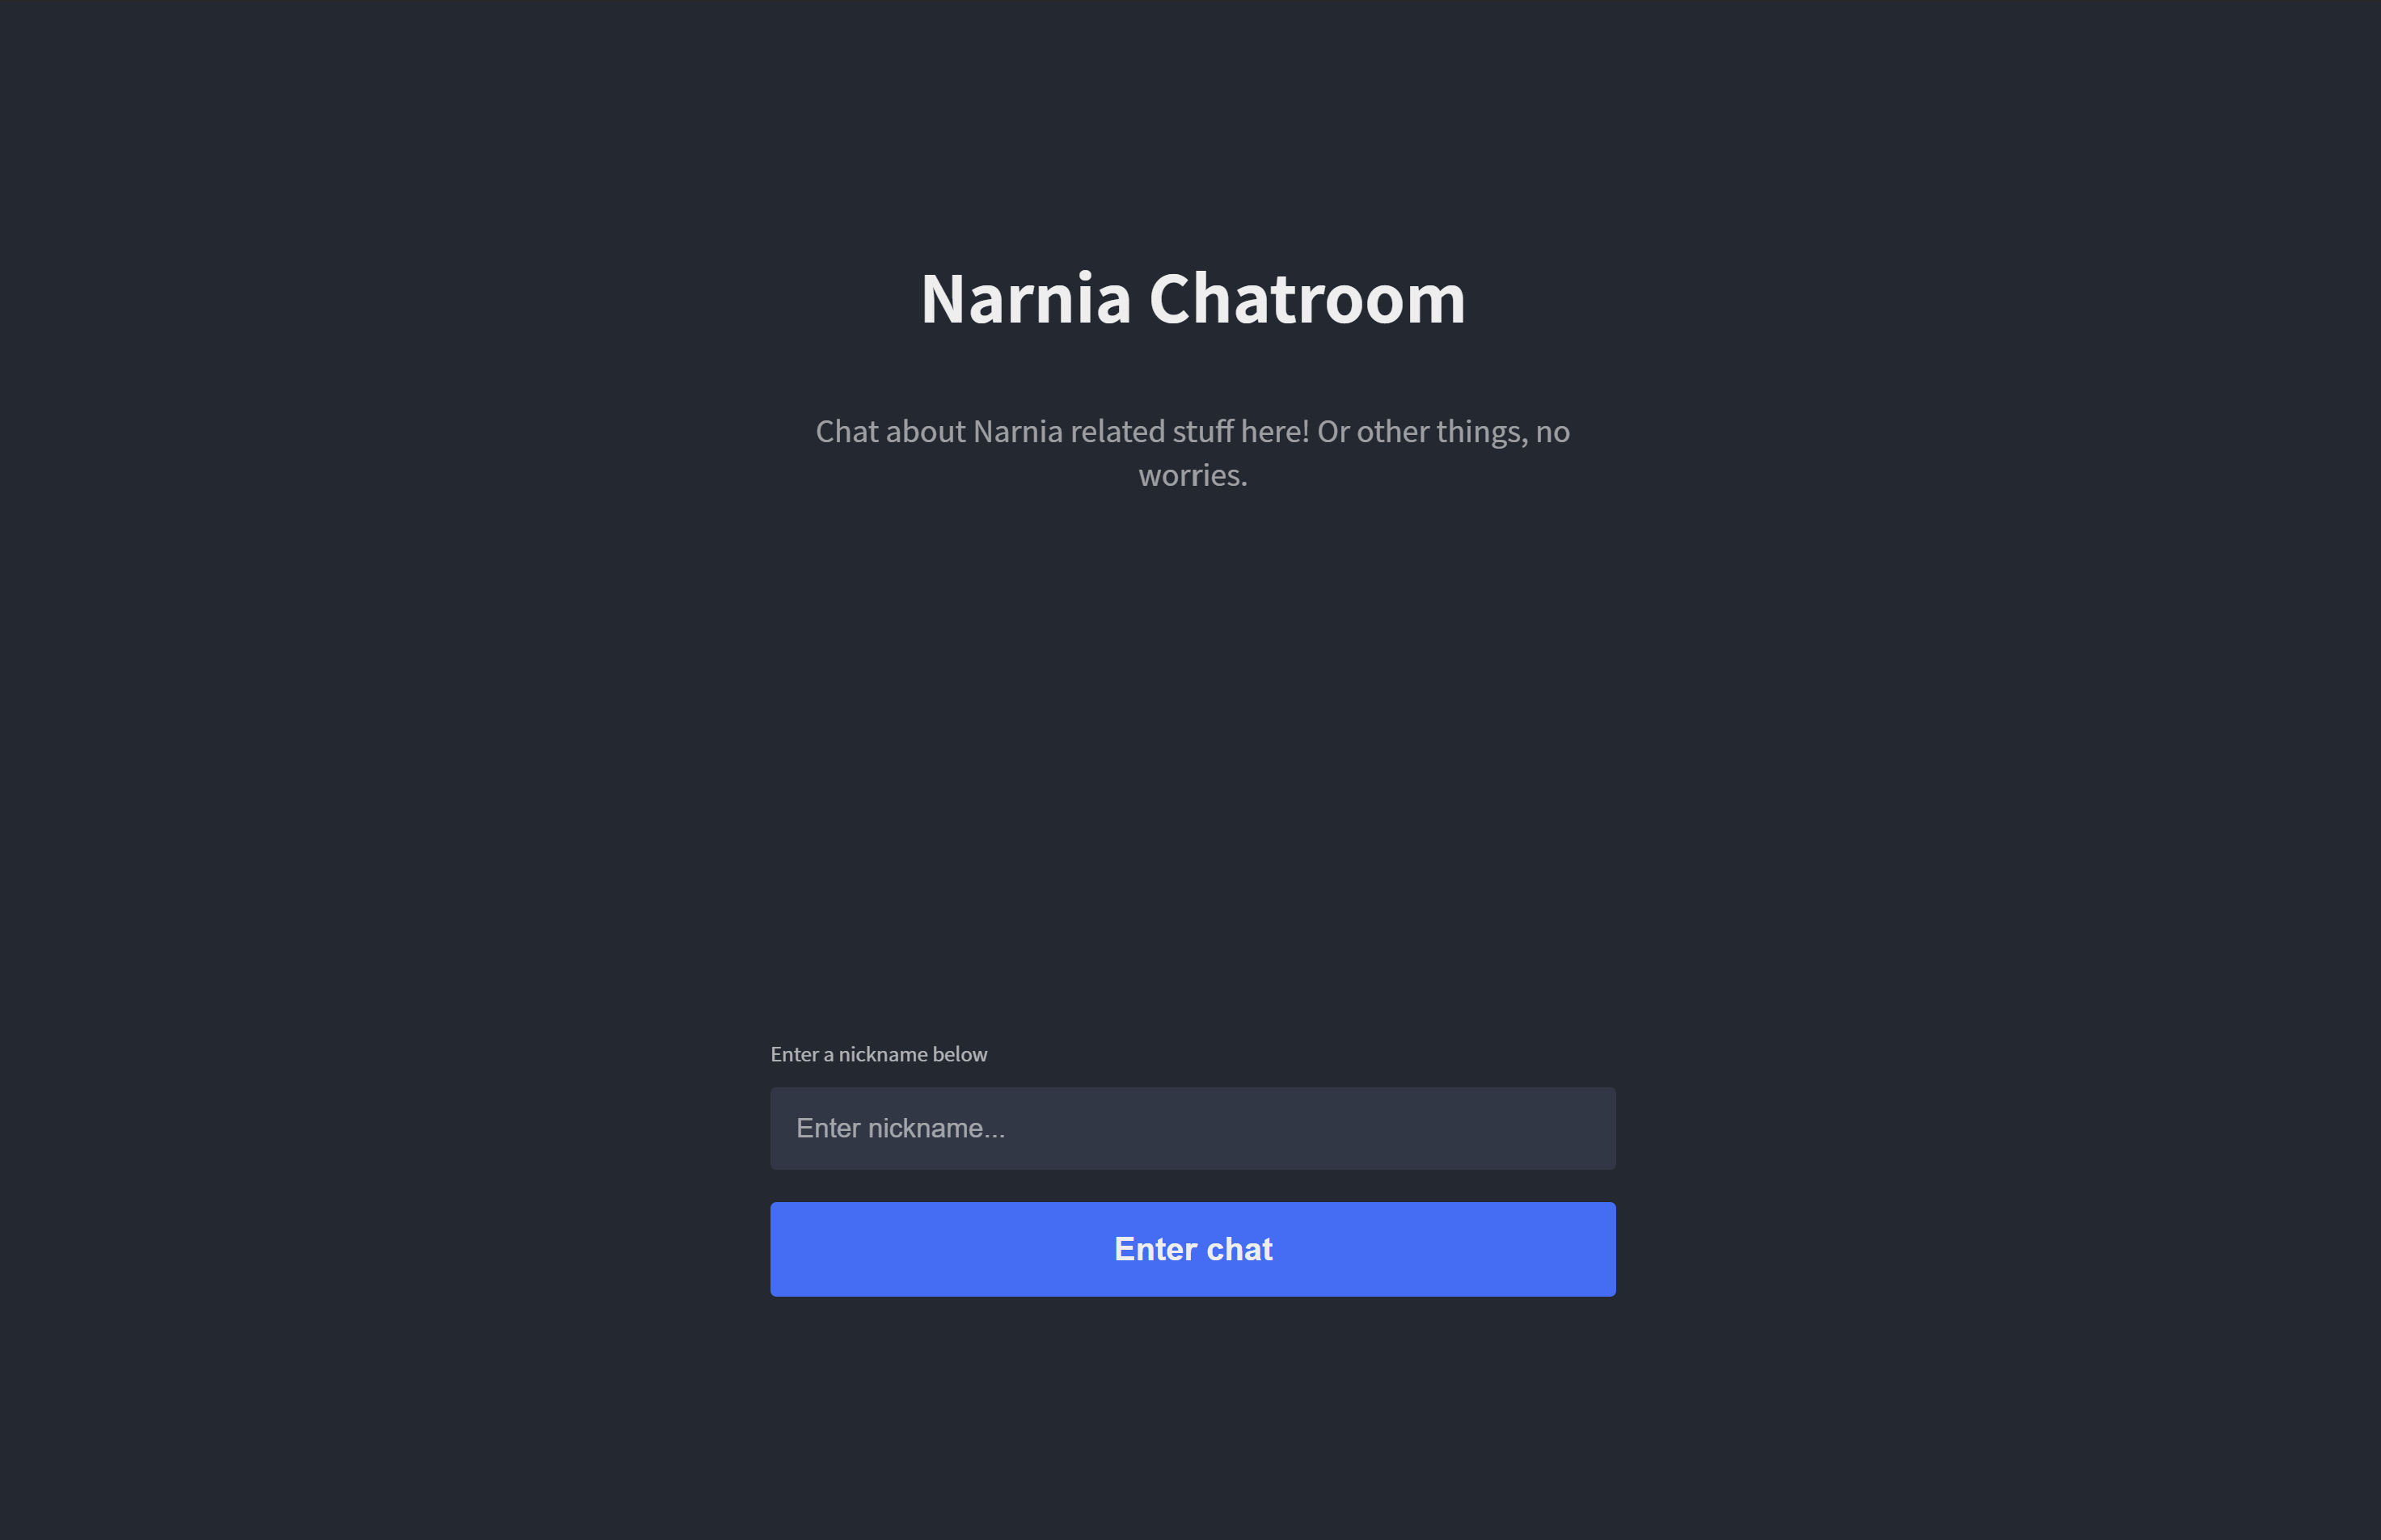 Narnia Chatroom
Chat about Narnia related stuff here! Or other things, no
worries.
Enter a nickname below
Enter nickname...
Enter chat